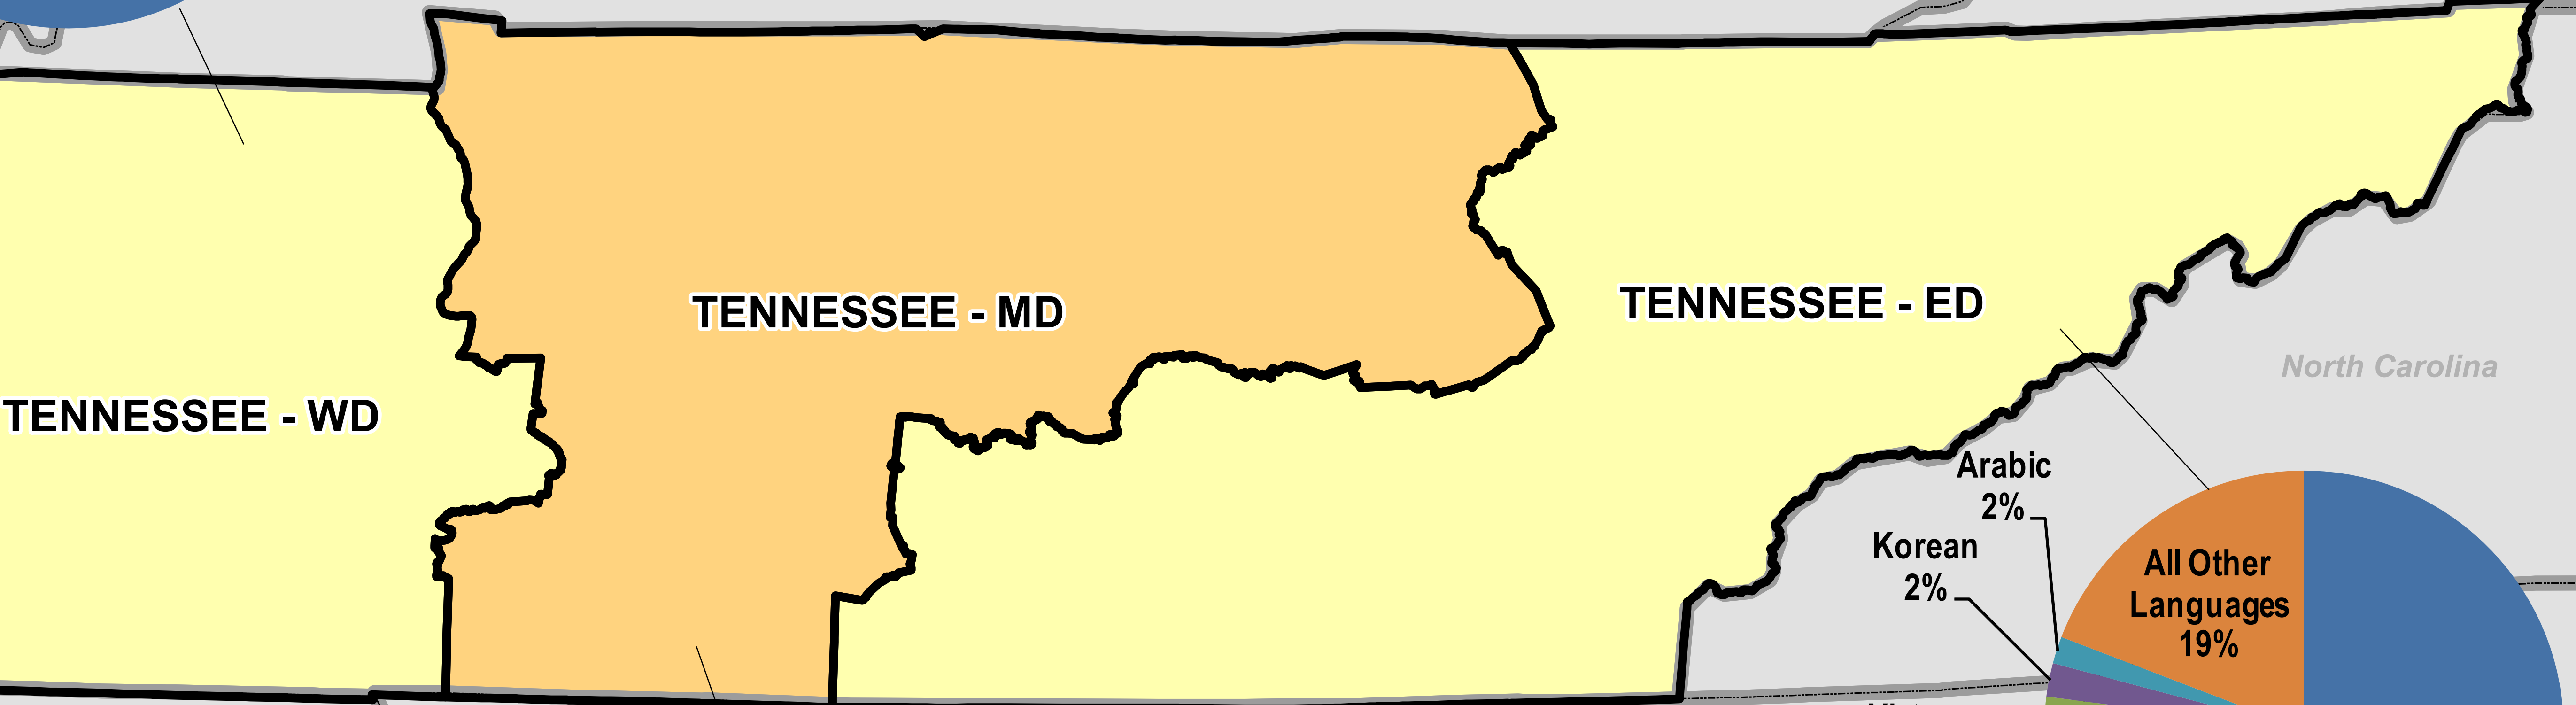 TENNESSEE - MD
TENNESSEE - ED
TENNESSEE - WD
North Carolina
Arabic
2%
Korean
2%
All Other
Languages
19%